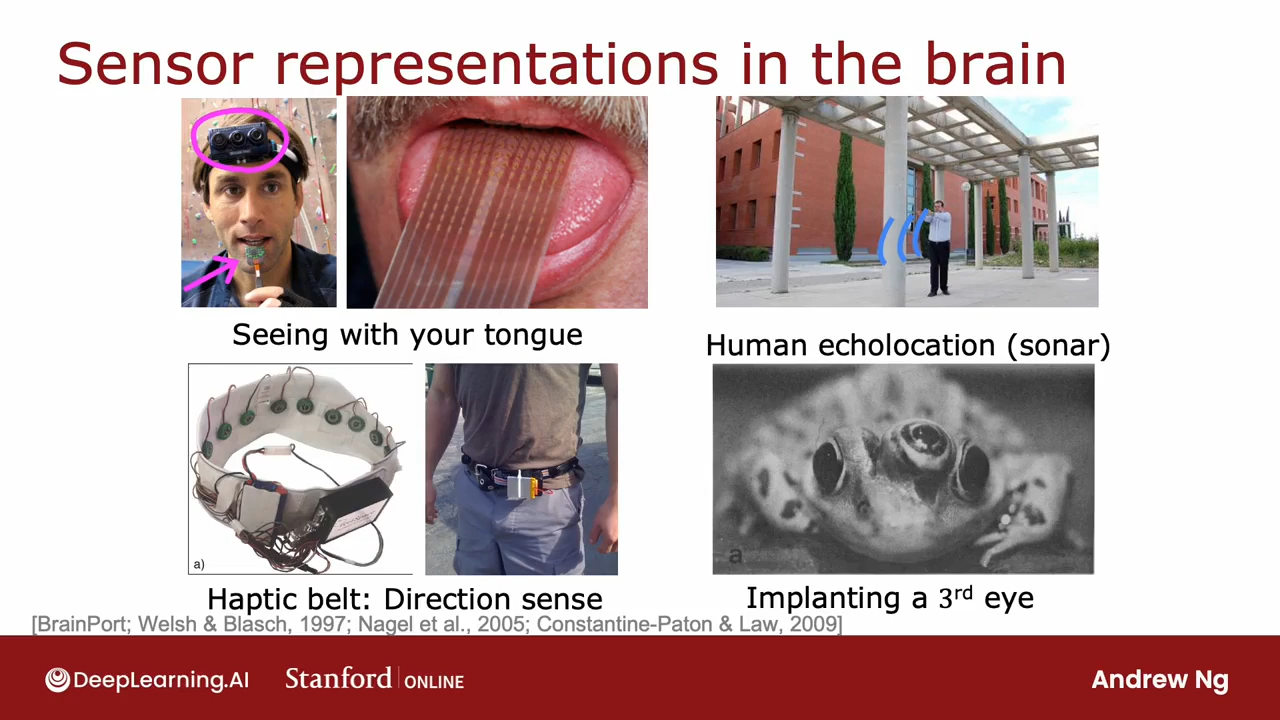 Sensor representations in the brain
Seeing with your tongue
Human echolocation (sonar)
a)
a
Haptic belt: Direction sense
Implanting a 3rd eye
[BrainPort; Welsh & Blasch, 1997; Nagel et al., 2005; Constantine-Paton & Law, 2009]
DeepLearning.AI
Stanford | ONLINE
Andrew Ng